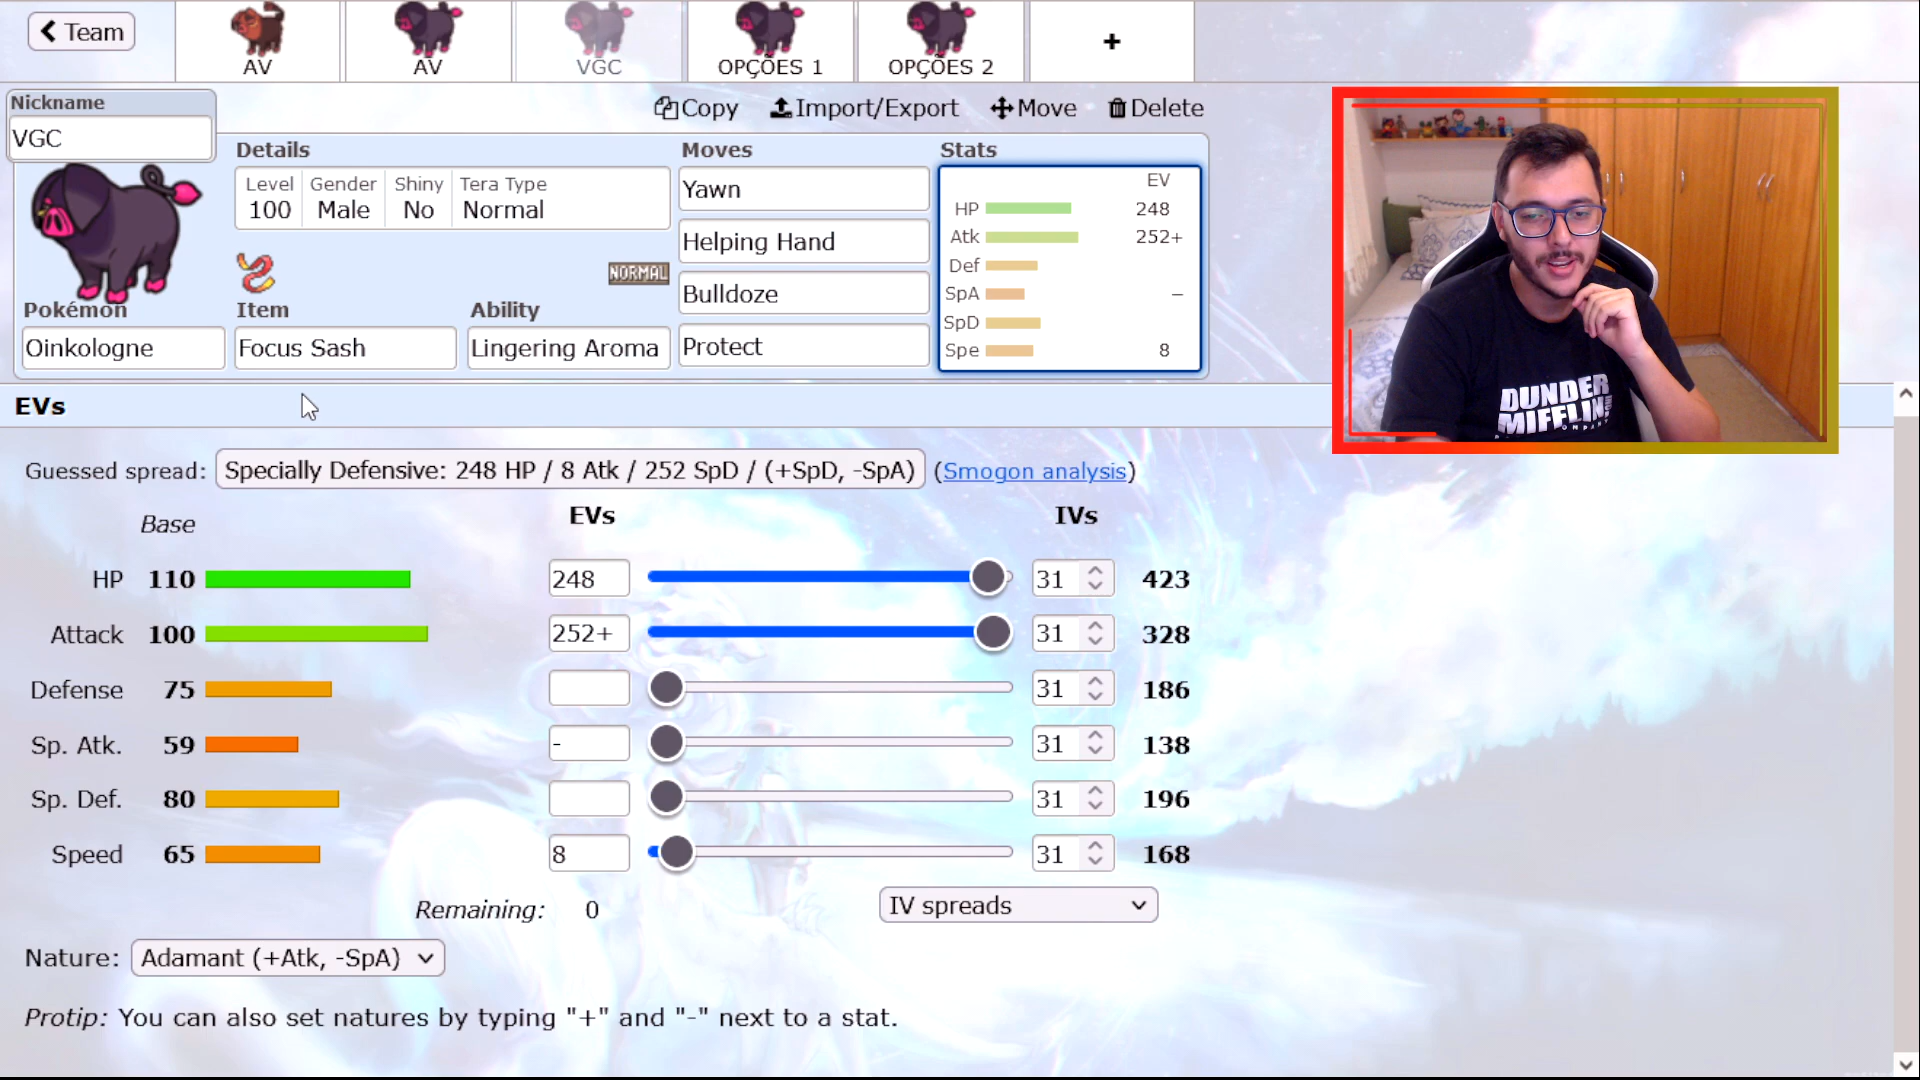 Team
AV
AV
VGC
OPÇÕES 1
OPÇÕES 2
+
Nickname
VGC
Copy
Import/Export
Move
Delete
Details
Level
Gender
Shiny
Tera Type
100
Male
No
Normal
NORMAL
Pokémon
Oinkologne
Item
Focus Sash
Ability
Lingering Aroma
Moves
Yawn
Helping Hand
Bulldoze
Protect
Stats
EV
HP 248
Atk 252+
Def
SpA –
SpD
Spe 8
DUNDER
MIFFLIN
EVs
Guessed spread: Specially Defensive: 248 HP / 8 Atk / 252 SpD / (+SpD, -SpA) (Smogon analysis)
Base EVs IVs
HP 110 248 31 423
Attack 100 252+ 31 328
Defense 75 31 186
Sp. Atk. 59 - 31 138
Sp. Def. 80 31 196
Speed 65 8 31 168
Remaining: 0
IV spreads
Nature: Adamant (+Atk, -SpA)
Protip: You can also set natures by typing "+" and "-" next to a stat.